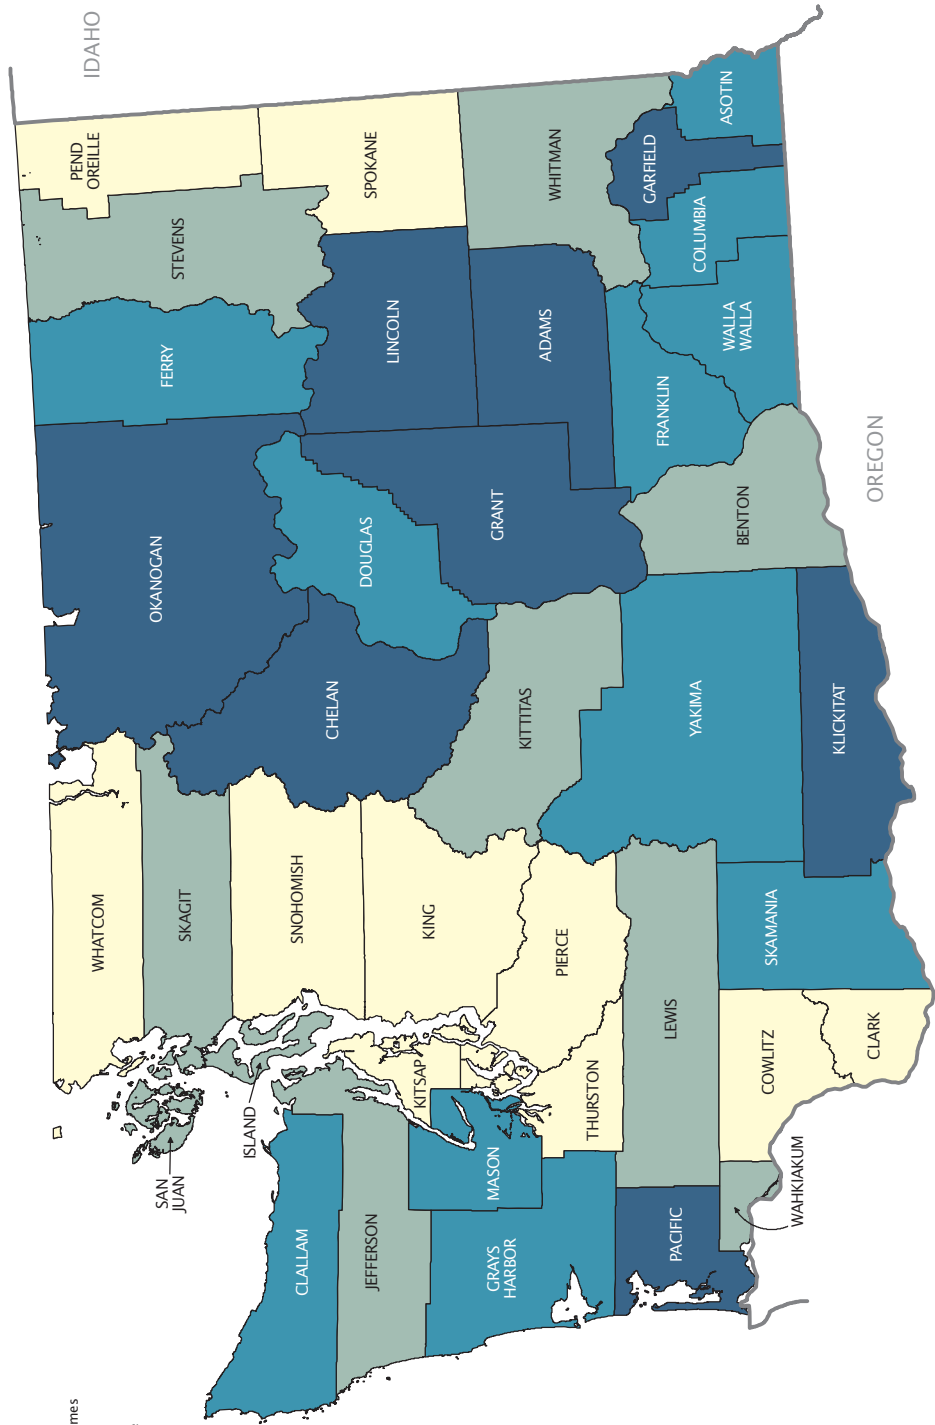 IDAHO
PEND
OREILLE
STEVENS
FERRY
OKANOGAN
WHATCOM
SKAGIT
SAN
JUAN
ISLAND
SNOHOMISH
CHELAN
DOUGLAS
LINCOLN
SPOKANE
CLALLAM
JEFFERSON
KITSAP
KING
KITTITAS
GRANT
ADAMS
WHITMAN
GRAYS
HARBOR
MASON
THURSTON
PIERCE
YAKIMA
BENTON
FRANKLIN
WALLA
WALLA
COLUMBIA
GARFIELD
ASOTIN
PACIFIC
LEWIS
WAHKIAKUM
COWLITZ
CLARK
SKAMANIA
KLICKITAT
OREGON
mes